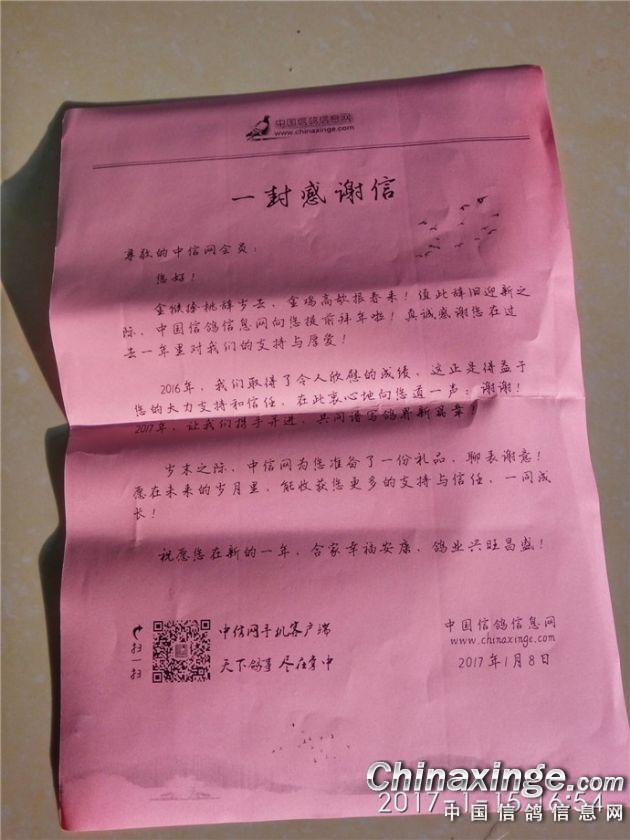 中国信鸽信息网
www.chinaxinge.com
一封感谢信
尊敬的中信网会员：
您好！
金猴捧桃辞岁去，金鸡高歌报春来！值此辞旧迎新之
际，中国信鸽信息网向您提前拜年啦！真诚感谢您在过
去一年里对我们的支持与厚爱！
2016年，我们取得了令人欣慰的成绩，这正是得益于
您的大力支持和信任，在此衷心地向您道一声：谢谢！
2017年，让我们携手并进，共同谱写鸽界新篇章！
岁末之际，中信网为您准备了一份礼品，聊表谢意！
愿在未来的岁月里，能收获您更多的支持与信任，一同成
长！
祝愿您在新的一年，合家幸福安康，鸽业兴旺昌盛！
扫一扫
中信网手机客户端
天下鸽事 尽在掌中
中国信鸽信息网
www.chinaxinge.com
2017年1月8日
Chinaxinge.com
2017-1-15 16:54
中国信鸽信息网